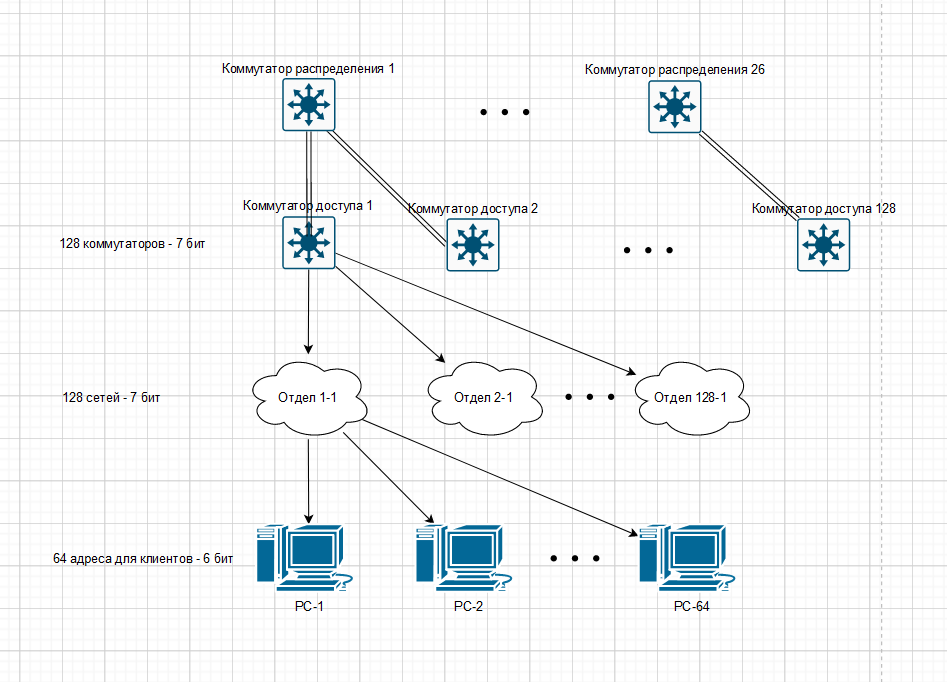 Коммутатор распределения 1
Коммутатор распределения 26
Коммутатор доступа 1
Коммутатор доступа 2
Коммутатор доступа 128
128 коммутаторов - 7 бит
128 сетей - 7 бит
Отдел 1-1
Отдел 2-1
Отдел 128-1
64 адреса для клиентов - 6 бит
PC-1
PC-2
PC-64